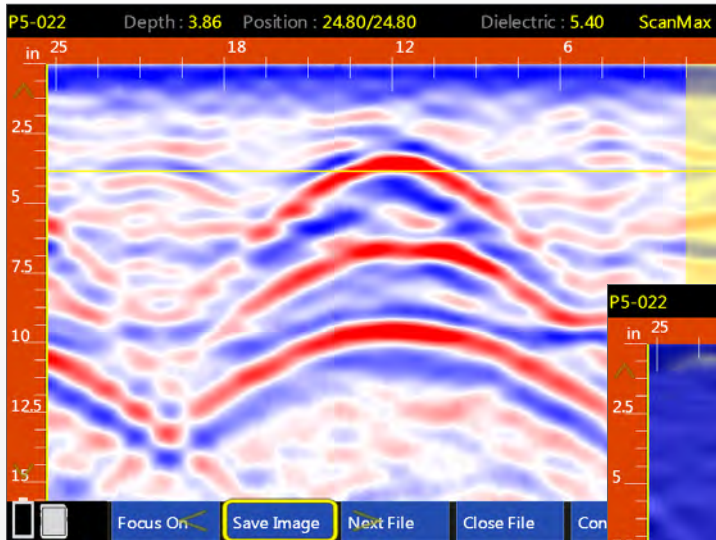 P5-022 Depth : 3.86 Position : 24.80/24.80 Dielectric : 5.40 ScanMax
in 25 18 12 6
2.5
5
7.5
10
12.5
15
P5-022
in 25
2.5
5
Focus On Save Image Next File Close File Con